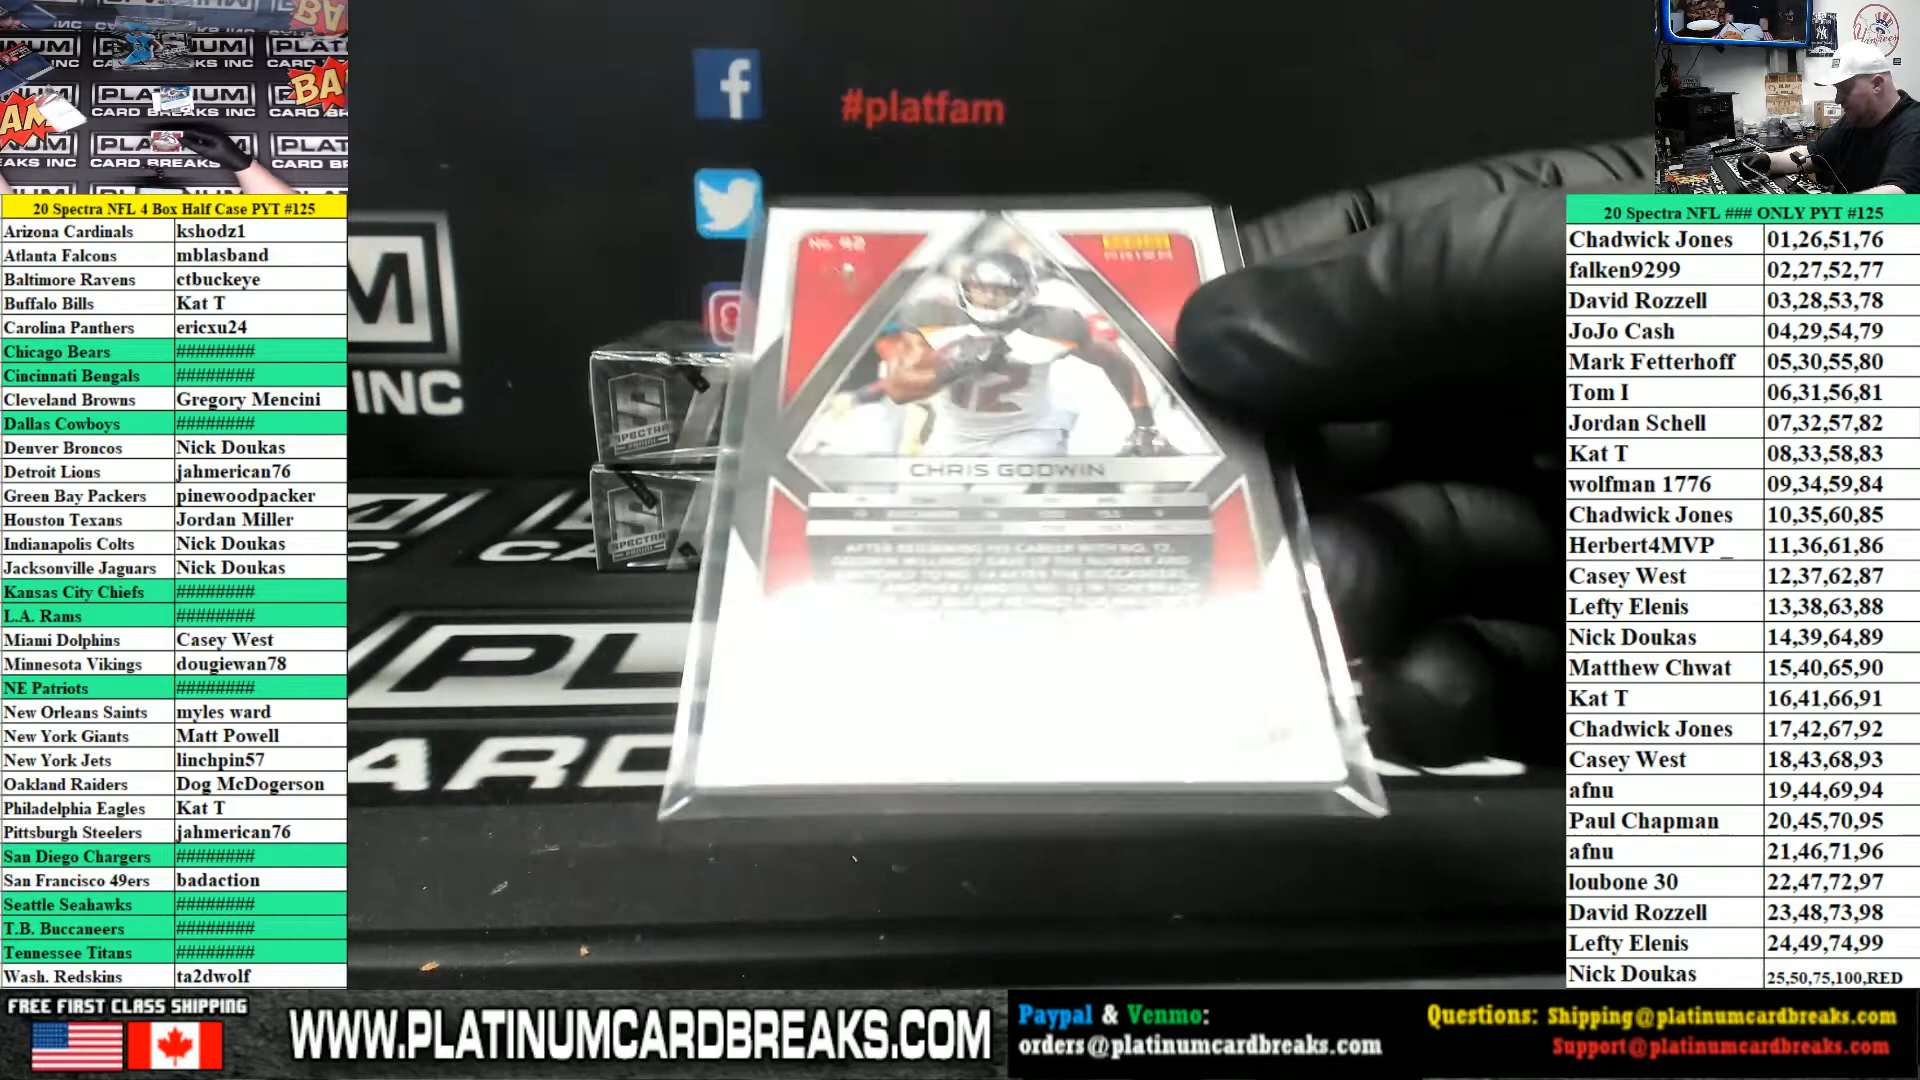 #platfam
20 Spectra NFL 4 Box Half Case PYT #125
Arizona Cardinals kshodz1
Atlanta Falcons mblasband
Baltimore Ravens ctbuckeye
Buffalo Bills Kat T
Carolina Panthers ericxu24
Chicago Bears ########
Cincinnati Bengals ########
Cleveland Browns Gregory Mencini
Dallas Cowboys ########
Denver Broncos Nick Doukas
Detroit Lions jahmerican76
Green Bay Packers pinewoodpacker
Houston Texans Jordan Miller
Indianapolis Colts Nick Doukas
Jacksonville Jaguars Nick Doukas
Kansas City Chiefs ########
L.A. Rams ########
Miami Dolphins Casey West
Minnesota Vikings dougiewan78
NE Patriots ########
New Orleans Saints myles ward
New York Giants Matt Powell
New York Jets linchpin57
Oakland Raiders Dog McDogerson
Philadelphia Eagles Kat T
Pittsburgh Steelers jahmerican76
San Diego Chargers ########
San Francisco 49ers badaction
Seattle Seahawks ########
T.B. Buccaneers ########
Tennessee Titans ########
Wash. Redskins ta2dwolf
No. 42
CHRIS GODWIN
INC
SPECTRA
SPECTRA
20 Spectra NFL ### ONLY PYT #125
Chadwick Jones 01,26,51,76
falken9299 02,27,52,77
David Rozzell 03,28,53,78
JoJo Cash 04,29,54,79
Mark Fetterhoff 05,30,55,80
Tom I 06,31,56,81
Jordan Schell 07,32,57,82
Kat T 08,33,58,83
wolfman 1776 09,34,59,84
Chadwick Jones 10,35,60,85
Herbert4MVP _ 11,36,61,86
Casey West 12,37,62,87
Lefty Elenis 13,38,63,88
Nick Doukas 14,39,64,89
Matthew Chwat 15,40,65,90
Kat T 16,41,66,91
Chadwick Jones 17,42,67,92
Casey West 18,43,68,93
afnu 19,44,69,94
Paul Chapman 20,45,70,95
afnu 21,46,71,96
loubone 30 22,47,72,97
David Rozzell 23,48,73,98
Lefty Elenis 24,49,74,99
Nick Doukas 25,50,75,100,RED
FREE FIRST CLASS SHIPPING
WWW.PLATINUMCARDBREAKS.COM
Paypal & Venmo:
orders@platinumcardbreaks.com
Questions: Shipping@platinumcardbreaks.com
Support@platinumcardbreaks.com